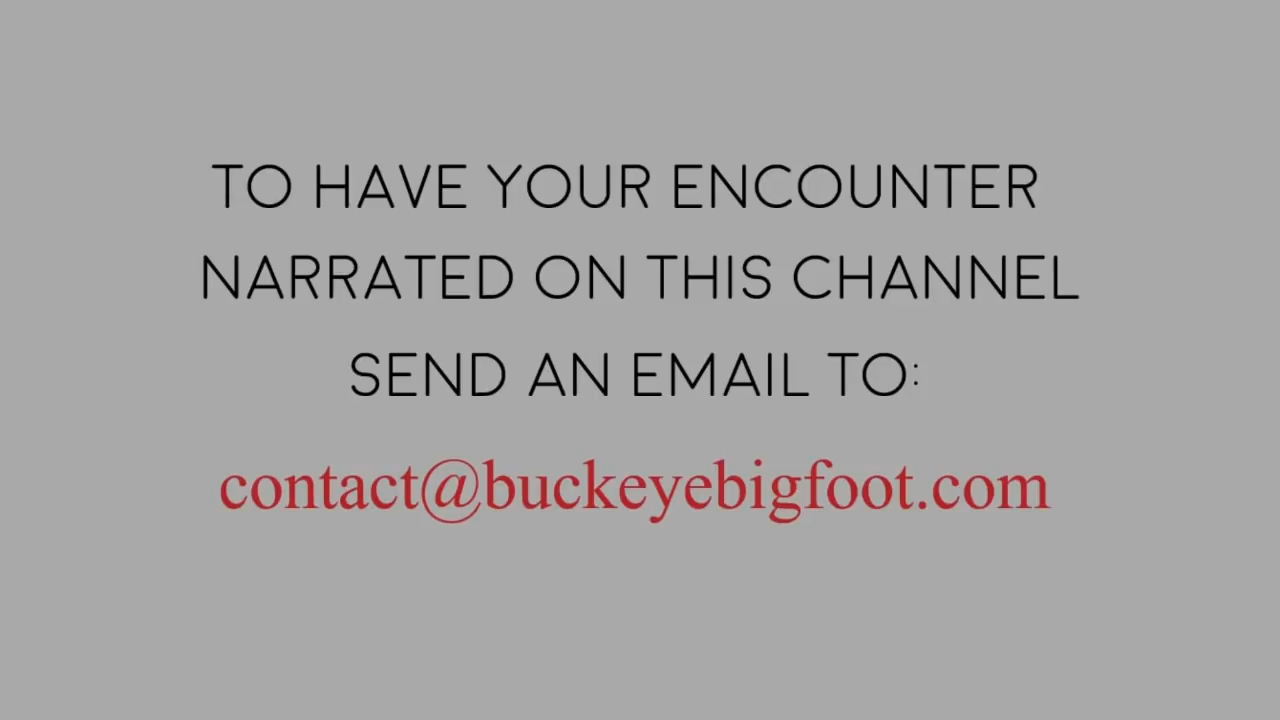 TO HAVE YOUR ENCOUNTER
NARRATED ON THIS CHANNEL
SEND AN EMAIL TO:
contact@buckeyebigfoot.com